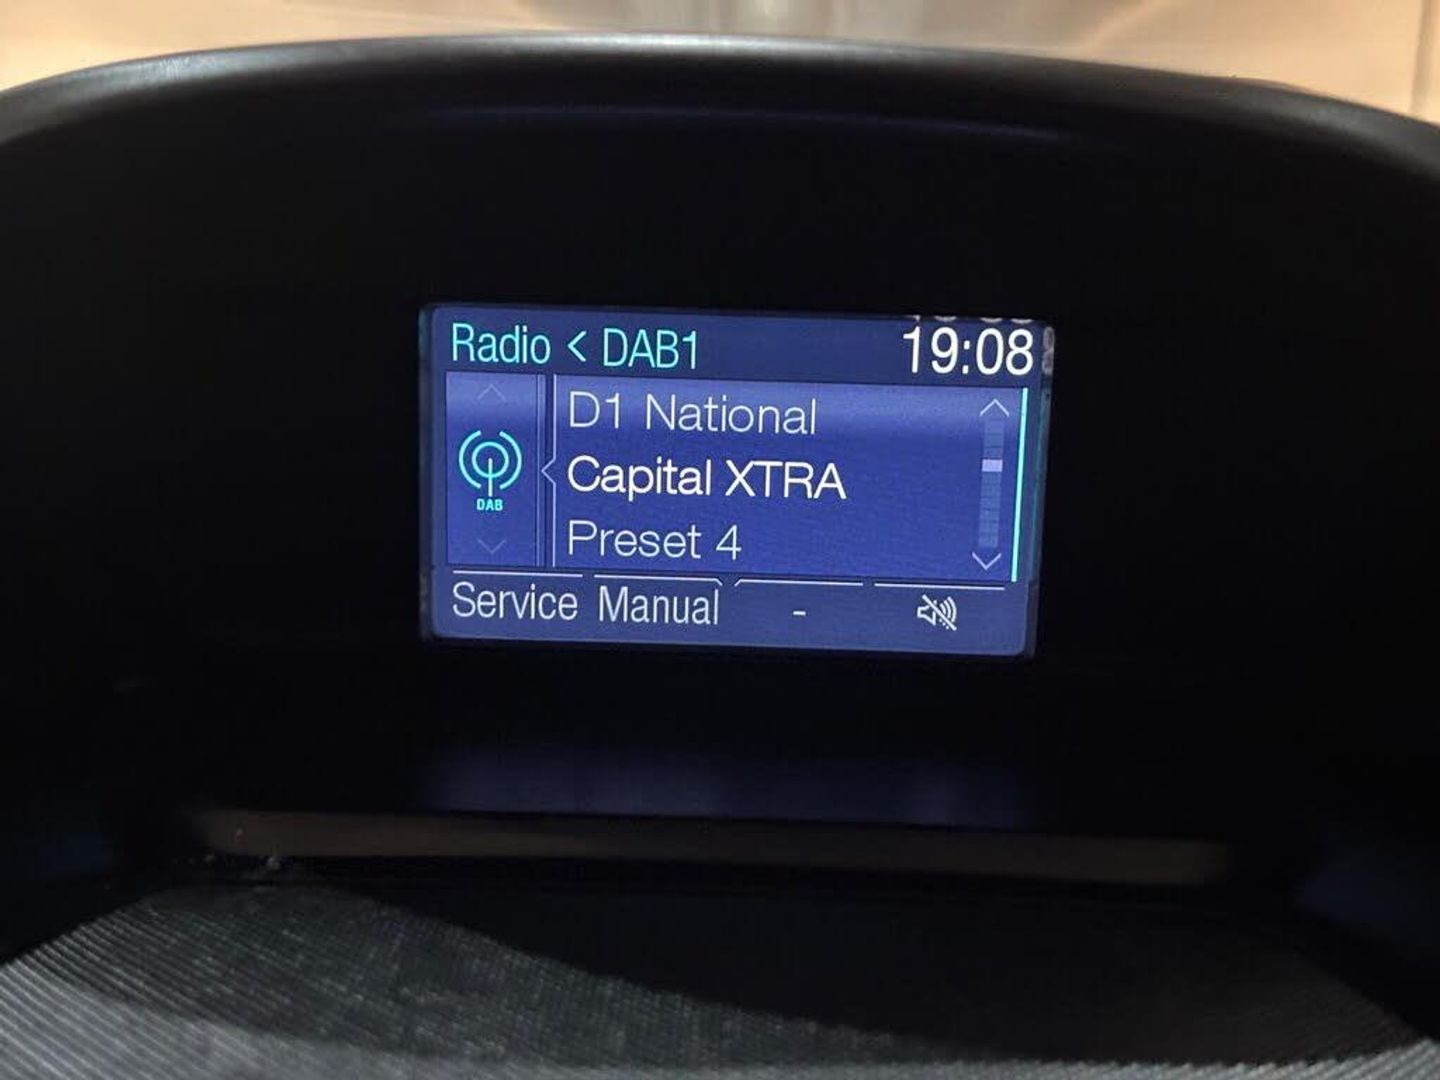 Radio < DAB1 19:08
D1 National
DAB
Capital XTRA
Preset 4
Service Manual -